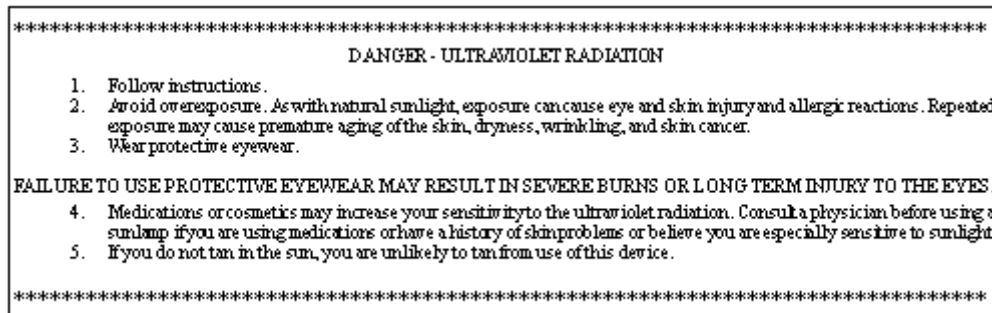 ********************************************************************************
DANGER - ULTRAVIOLET RADIATION
1. Follow instructions.
2. Avoid overexposure. As with natural sunlight, exposure can cause eye and skin injury and allergic reactions. Repeated
exposure may cause premature aging of the skin, dryness, wrinkling, and skin cancer.
3. Wear protective eyewear.
FAILURE TO USE PROTECTIVE EYEWEAR MAY RESULT IN SEVERE BURNS OR LONG TERM INJURY TO THE EYES.
4. Medications or cosmetics may increase your sensitivity to the ultraviolet radiation. Consult a physician before using a
sunlamp if you are using medications or have a history of skin problems or believe you are especially sensitive to sunlight
5. If you do not tan in the sun, you are unlikely to tan from use of this device.
********************************************************************************